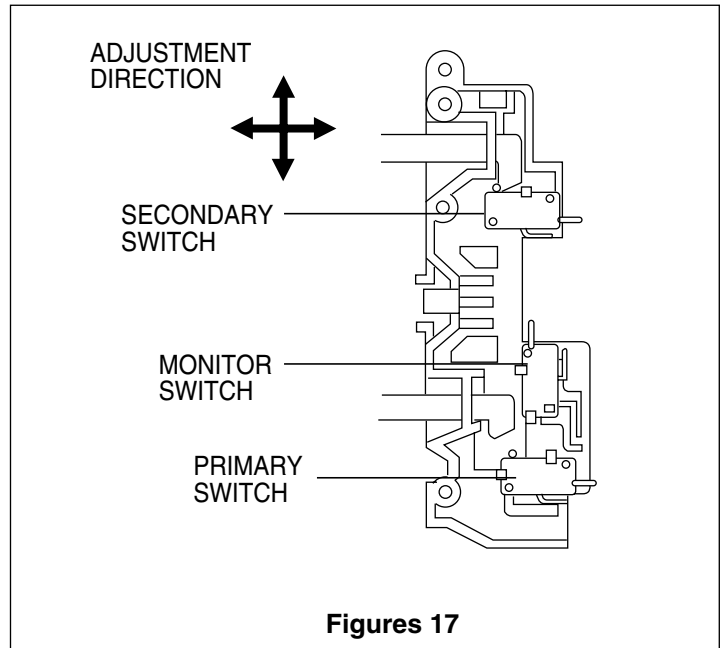 ADJUSTMENT
DIRECTION
SECONDARY
SWITCH
MONITOR
SWITCH
PRIMARY
SWITCH
Figures 17